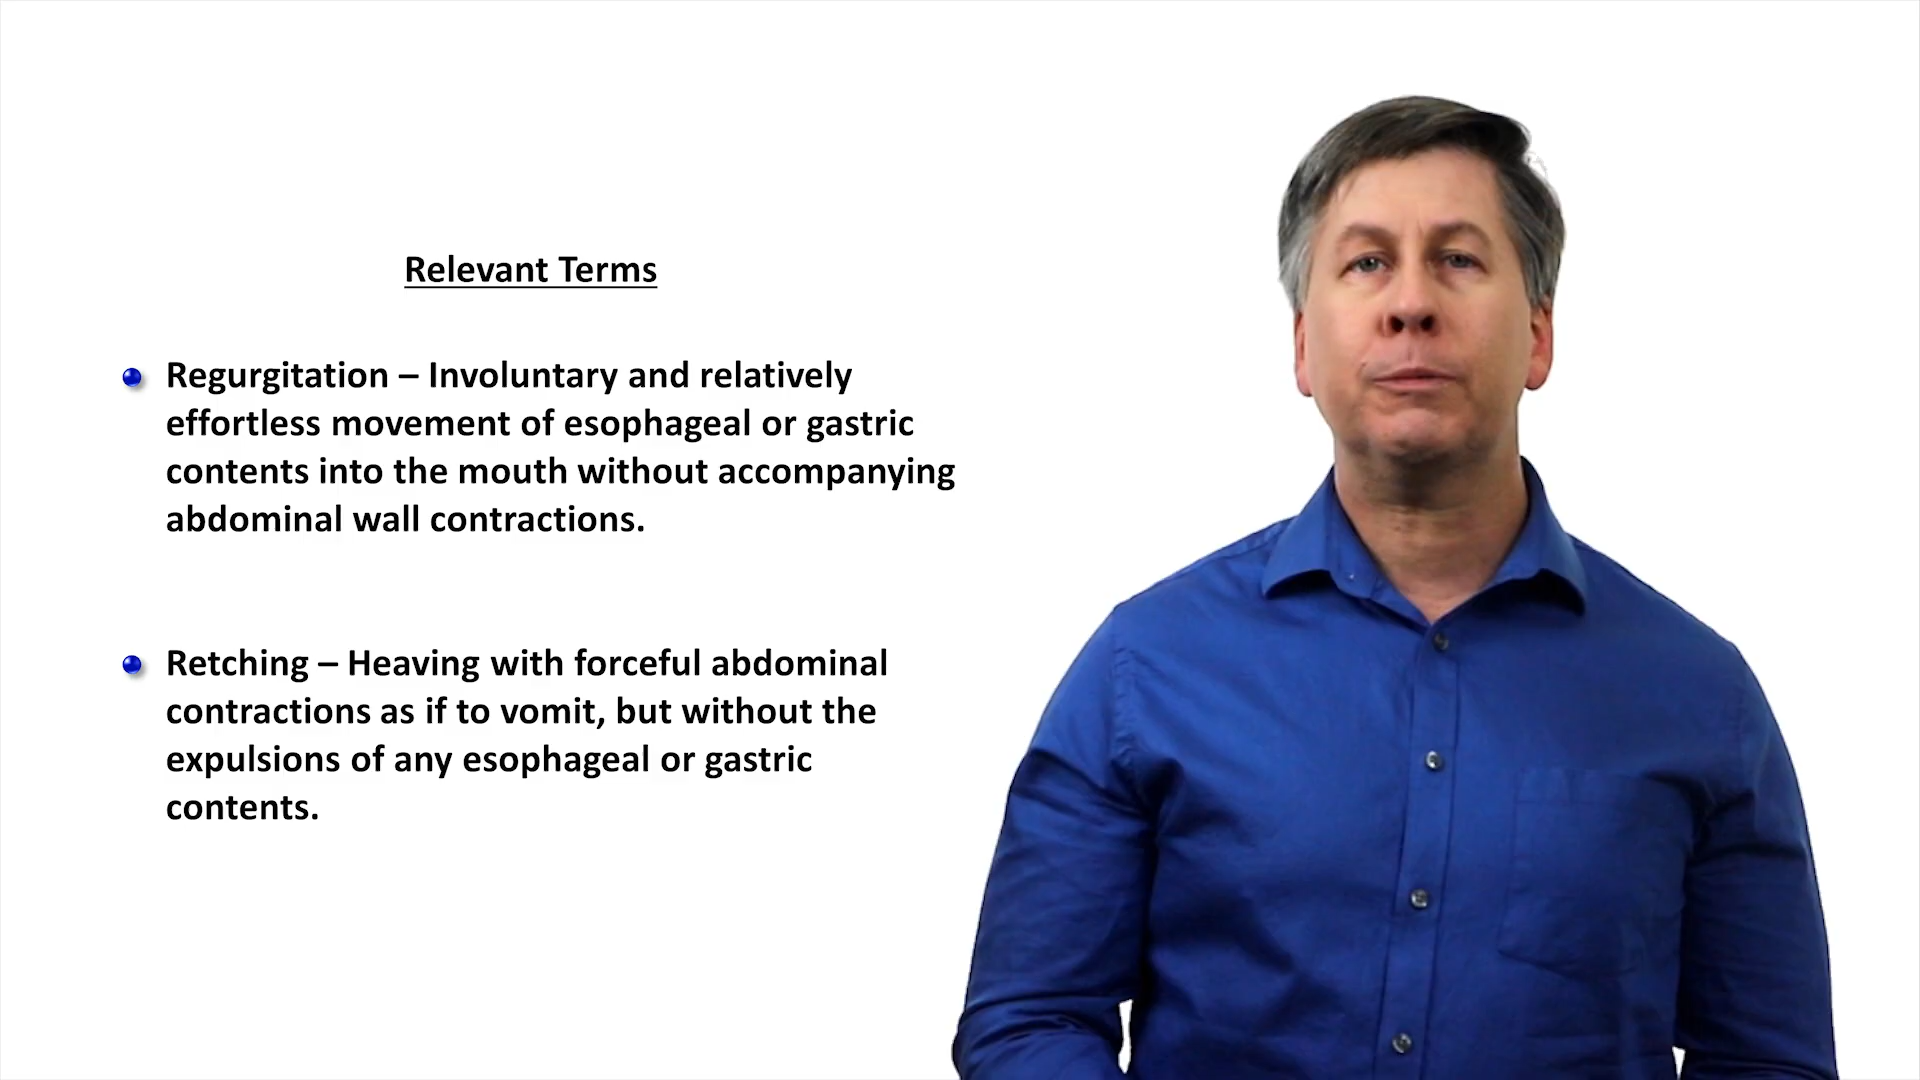 Relevant Terms
Regurgitation – Involuntary and relatively
effortless movement of esophageal or gastric
contents into the mouth without accompanying
abdominal wall contractions.
Retching – Heaving with forceful abdominal
contractions as if to vomit, but without the
expulsions of any esophageal or gastric
contents.